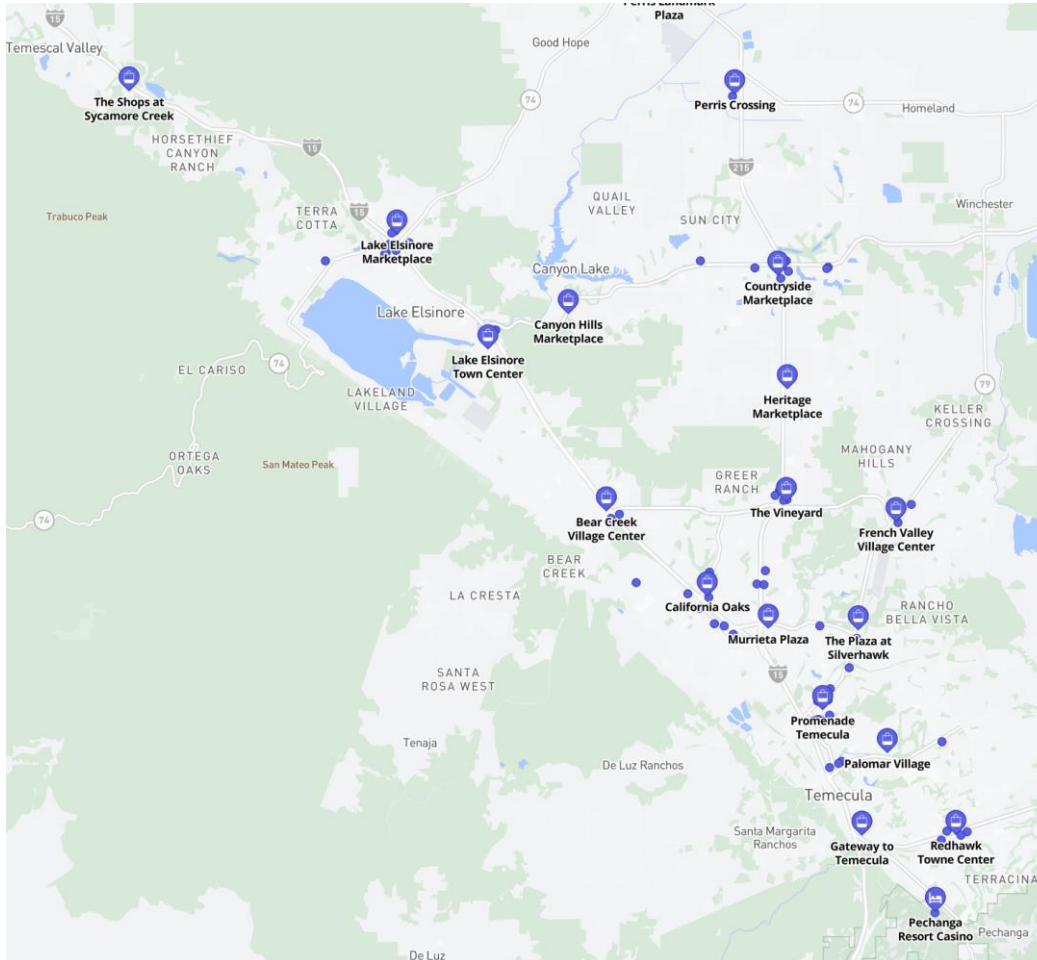 Perris Landmark
Plaza
15
Temescal Valley
Good Hope
The Shops at
Sycamore Creek
74
Perris Crossing
74
Homeland
HORSETHIEF
CANYON
RANCH
15
215
QUAIL
VALLEY
Winchester
TERRA
COTTA
15
Trabuco Peak
SUN CITY
Lake Elsinore
Marketplace
Canyon Lake
Countryside
Marketplace
Lake Elsinore
Canyon Hills
Marketplace
Lake Elsinore
Town Center
EL CARISO
74
79
LAKELAND
VILLAGE
Heritage
Marketplace
KELLER
CROSSING
ORTEGA
OAKS
San Mateo Peak
MAHOGANY
HILLS
GREER
RANCH
74
Bear Creek
Village Center
The Vineyard
French Valley
Village Center
BEAR
CREEK
LA CRESTA
California Oaks
RANCHO
BELLA VISTA
Murrieta Plaza
The Plaza at
Silverhawk
SANTA
ROSA WEST
15
Promenade
Temecula
Tenaja
De Luz Ranchos
Palomar Village
Temecula
Santa Margarita
Ranchos
Gateway to
Temecula
Redhawk
Towne Center
TERRACINA
Pechanga
Resort Casino
Pechanga
De Luz